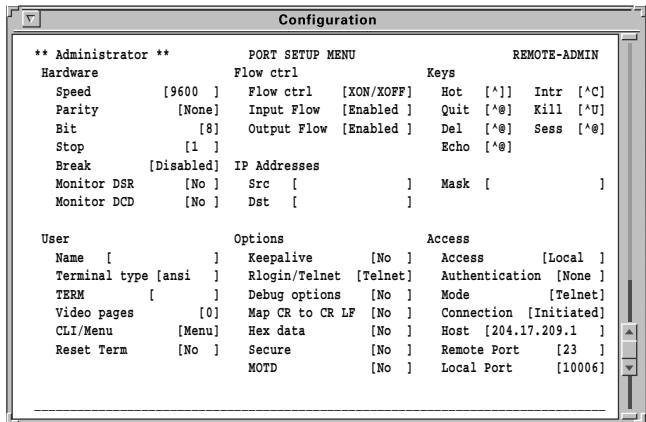 Configuration
** Administrator ** PORT SETUP MENU REMOTE-ADMIN
Hardware Flow ctrl Keys
Speed [9600 ] Flow ctrl [XON/XOFF] Hot [^]] Intr [^C]
Parity [None] Input Flow [Enabled ] Quit [^@] Kill [^U]
Bit [8] Output Flow [Enabled ] Del [^@] Sess [^@]
Stop [1 ] Echo [^@]
Break [Disabled] IP Addresses
Monitor DSR [No ] Src [ ] Mask [ ]
Monitor DCD [No ] Dst [ ]
User Options Access
Name [ ] Keepalive [No ] Access [Local ]
Terminal type [ansi ] Rlogin/Telnet [Telnet] Authentication [None ]
TERM [ ] Debug options [No ] Mode [Telnet]
Video pages [0] Map CR to CR LF [No ] Connection [Initiated]
CLI/Menu [Menu] Hex data [No ] Host [204.17.209.1 ]
Reset Term [No ] Secure [No ] Remote Port [23 ]
MOTD [No ] Local Port [10006]